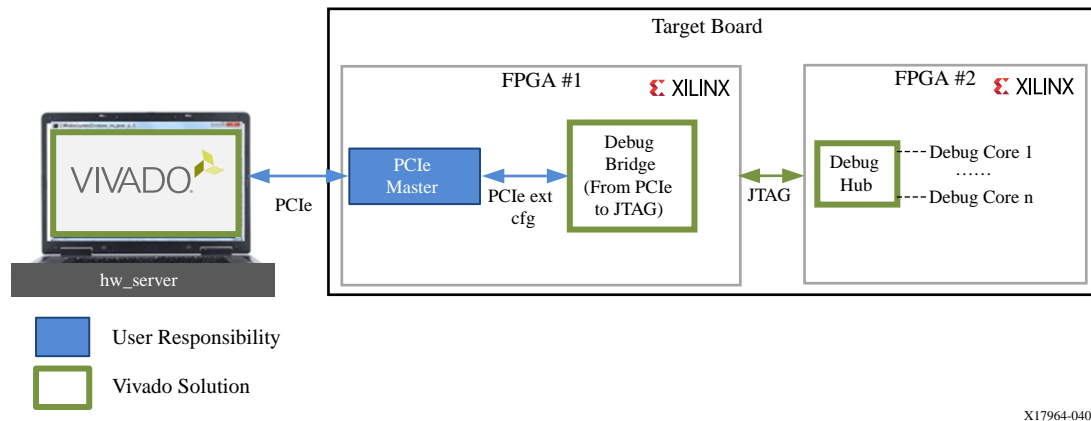 Target Board
FPGA #1
XILINX
FPGA #2
XILINX
VIVADO
PCIe
PCIe
Master
PCIe ext
cfg
Debug
Bridge
(From PCIe
to JTAG)
JTAG
Debug
Hub
Debug Core 1
......
Debug Core n
hw_server
User Responsibility
Vivado Solution
X17964-040